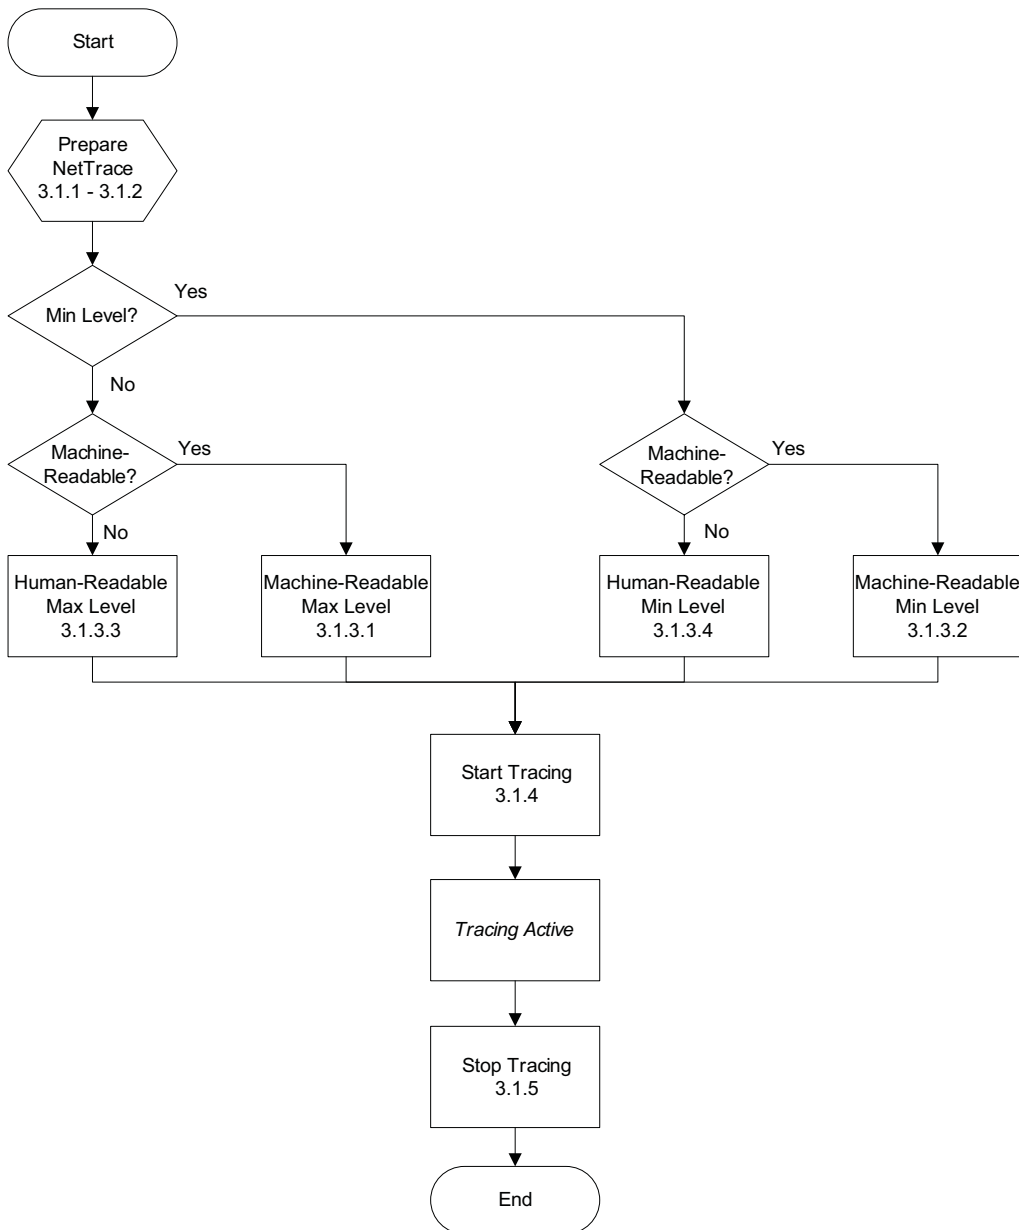 Start
Prepare
NetTrace
3.1.1 - 3.1.2
Min Level?
Yes
No
Machine-
Readable?
Yes
No
Machine-
Readable?
Yes
No
Human-Readable
Max Level
3.1.3.3
Machine-Readable
Max Level
3.1.3.1
Human-Readable
Min Level
3.1.3.4
Machine-Readable
Min Level
3.1.3.2
Start Tracing
3.1.4
Tracing Active
Stop Tracing
3.1.5
End